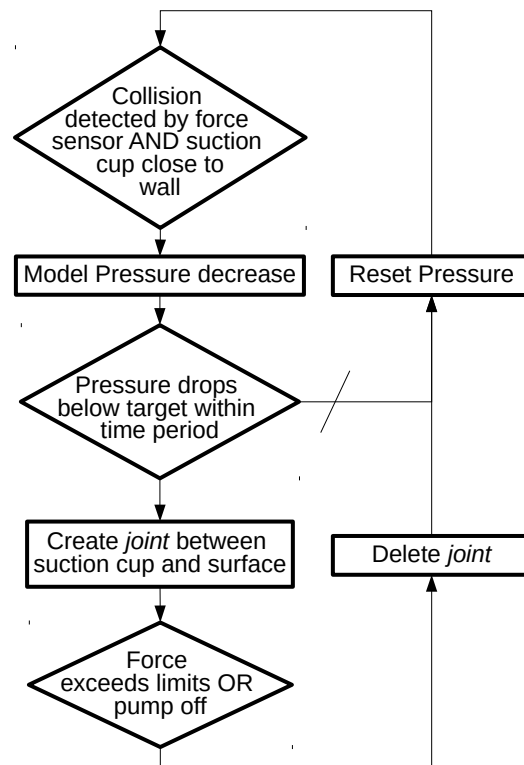 Collision
detected by force
sensor AND suction
cup close to
wall
Model Pressure decrease
Reset Pressure
Pressure drops
below target within
time period
Create joint between
suction cup and surface
Delete joint
Force
exceeds limits OR
pump off